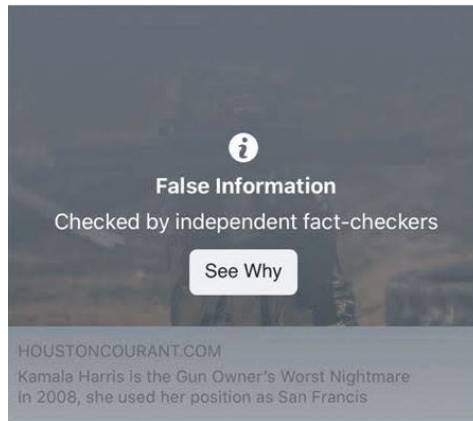 False Information
Checked by independent fact-checkers
See Why
HOUSTONCOURANT.COM
Kamala Harris is the Gun Owner's Worst Nightmare
In 2008, she used her position as San Francis